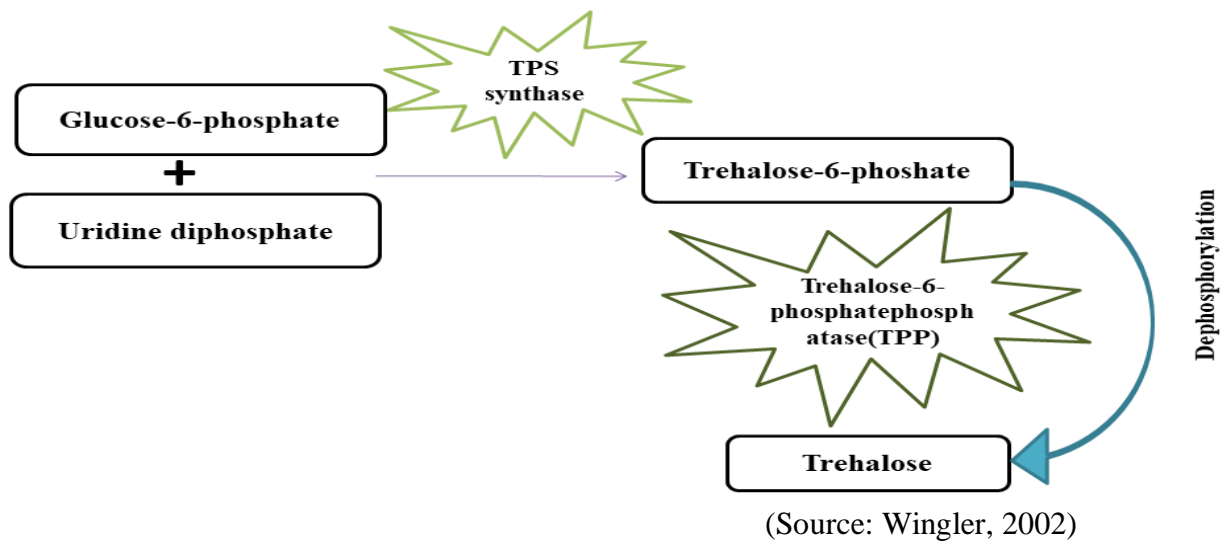 TPS
synthase
Glucose-6-phosphate
+
Uridine diphosphate
Trehalose-6-phoshate
Trehalose-6-
phosphatephosph
atase(TPP)
Dephosphorylation
Trehalose
(Source: Wingler, 2002)